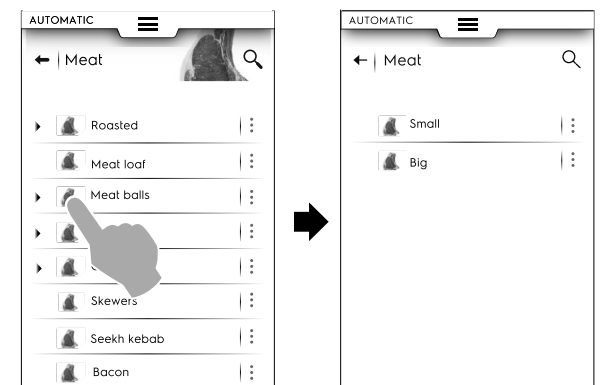 AUTOMATIC
Meat
Roasted
Meat loaf
Meat balls
Skewers
Seekh kebab
Bacon
AUTOMATIC
Meat
Small
Big